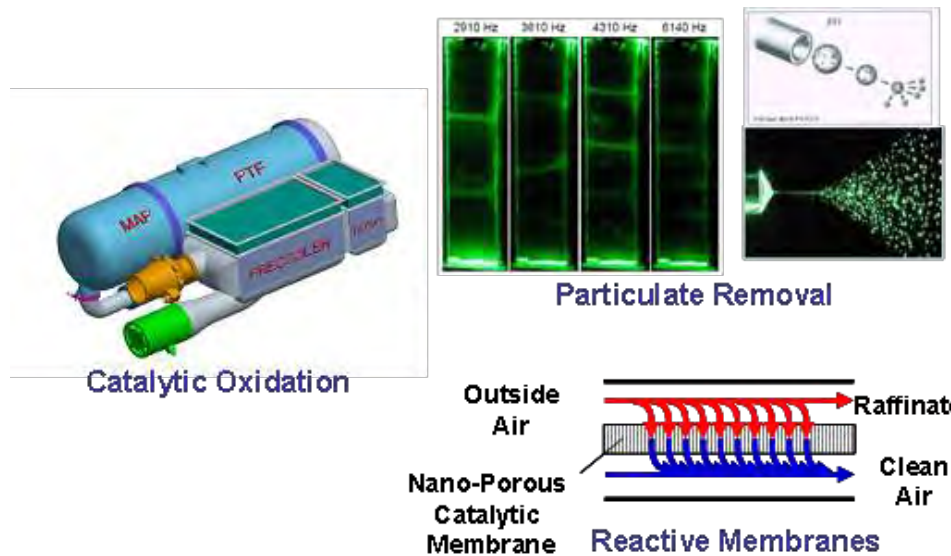 2910 Hz 3610 Hz 4310 Hz 6140 Hz
MAP
PTF
PRECOOLER
Particulate Removal
Catalytic Oxidation
Outside
Air
Raffinate
Nano-Porous
Catalytic
Membrane
Clean
Air
Reactive Membranes